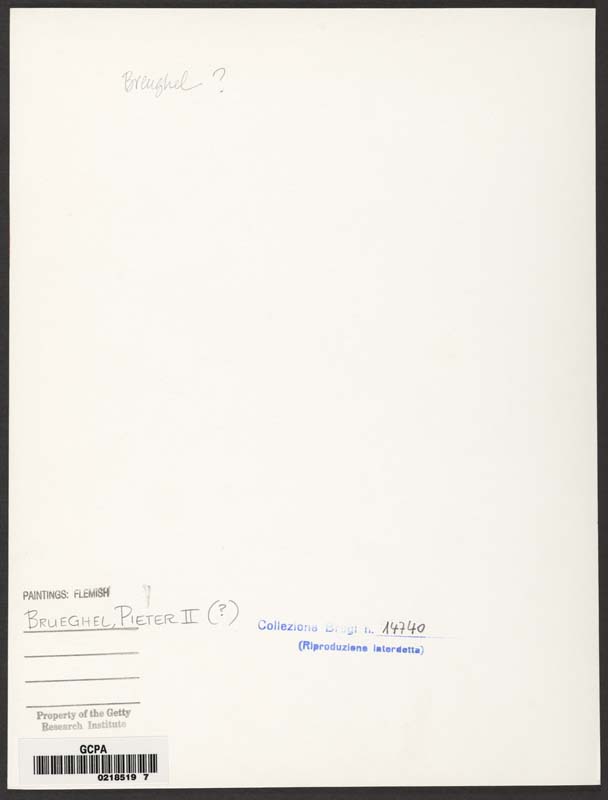 Breughel ?
PAINTINGS: FLEMISH
BRUEGHEL, PIETER II (?)
Collezione Brogi n. 14740
(Riproduzione interdetta)
Property of the Getty
Research Institute
GCPA
0218519 7